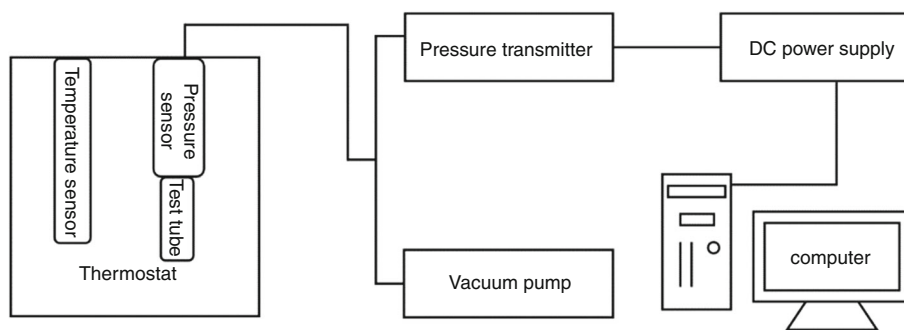 Temperature sensor
Pressure
sensor
Test tube
Thermostat
Pressure transmitter
DC power supply
Vacuum pump
computer